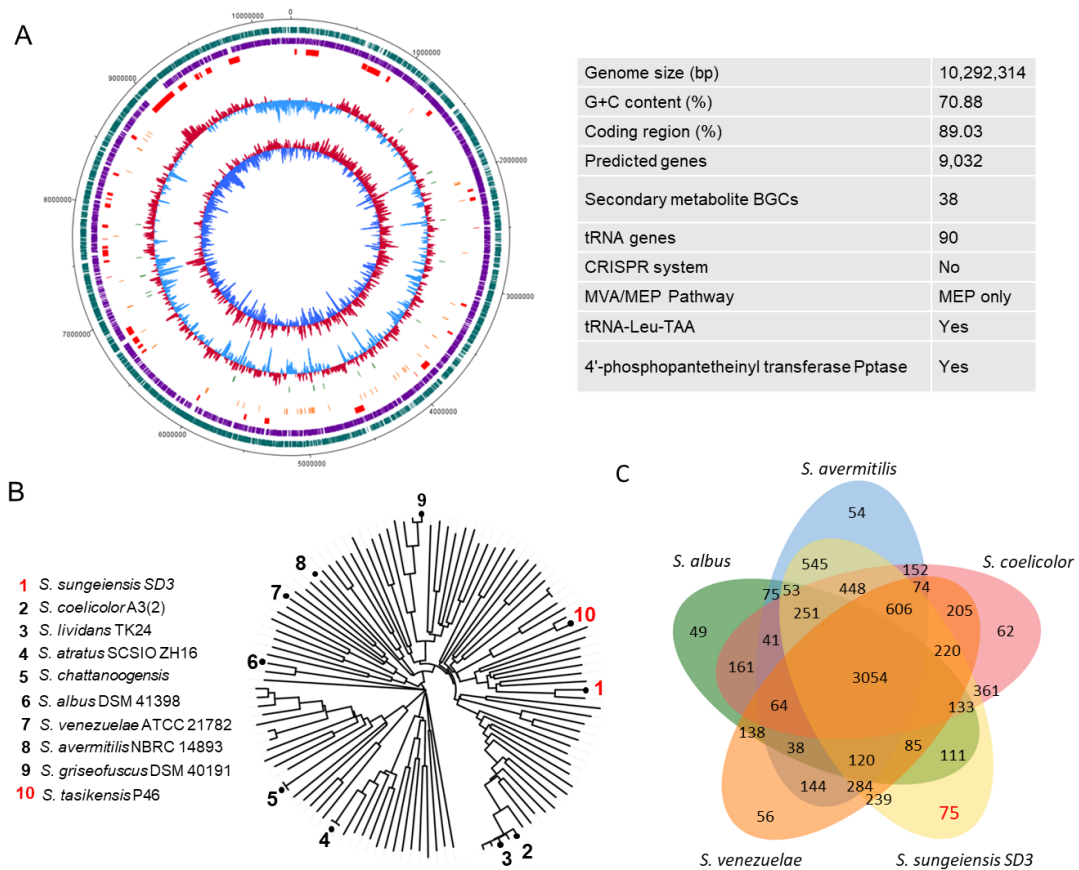 A
10000000
0
1000000
2000000
3000000
4000000
5000000
6000000
7000000
8000000
9000000
Genome size (bp) 10,292,314
G+C content (%) 70.88
Coding region (%) 89.03
Predicted genes 9,032
Secondary metabolite BGCs 38
tRNA genes 90
CRISPR system No
MVA/MEP Pathway MEP only
tRNA-Leu-TAA Yes
4'-phosphopantetheinyl transferase Pptase Yes
B
1 S. sungeiensis SD3
2 S. coelicolor A3(2)
3 S. lividans TK24
4 S. atratus SCSIO ZH16
5 S. chattanoogensis
6 S. albus DSM 41398
7 S. venezuelae ATCC 21782
8 S. avermitilis NBRC 14893
9 S. griseofuscus DSM 40191
10 S. tasikensis P46
9
8
7
10
6
1
5
4
3
2
C
S. avermitilis
S. albus
S. coelicolor
54
545
152
75
53
448
74
49
251
606
205
62
41
220
161
3054
361
64
133
138
38
85
111
120
144
284
239
56
75
S. venezuelae
S. sungeiensis SD3